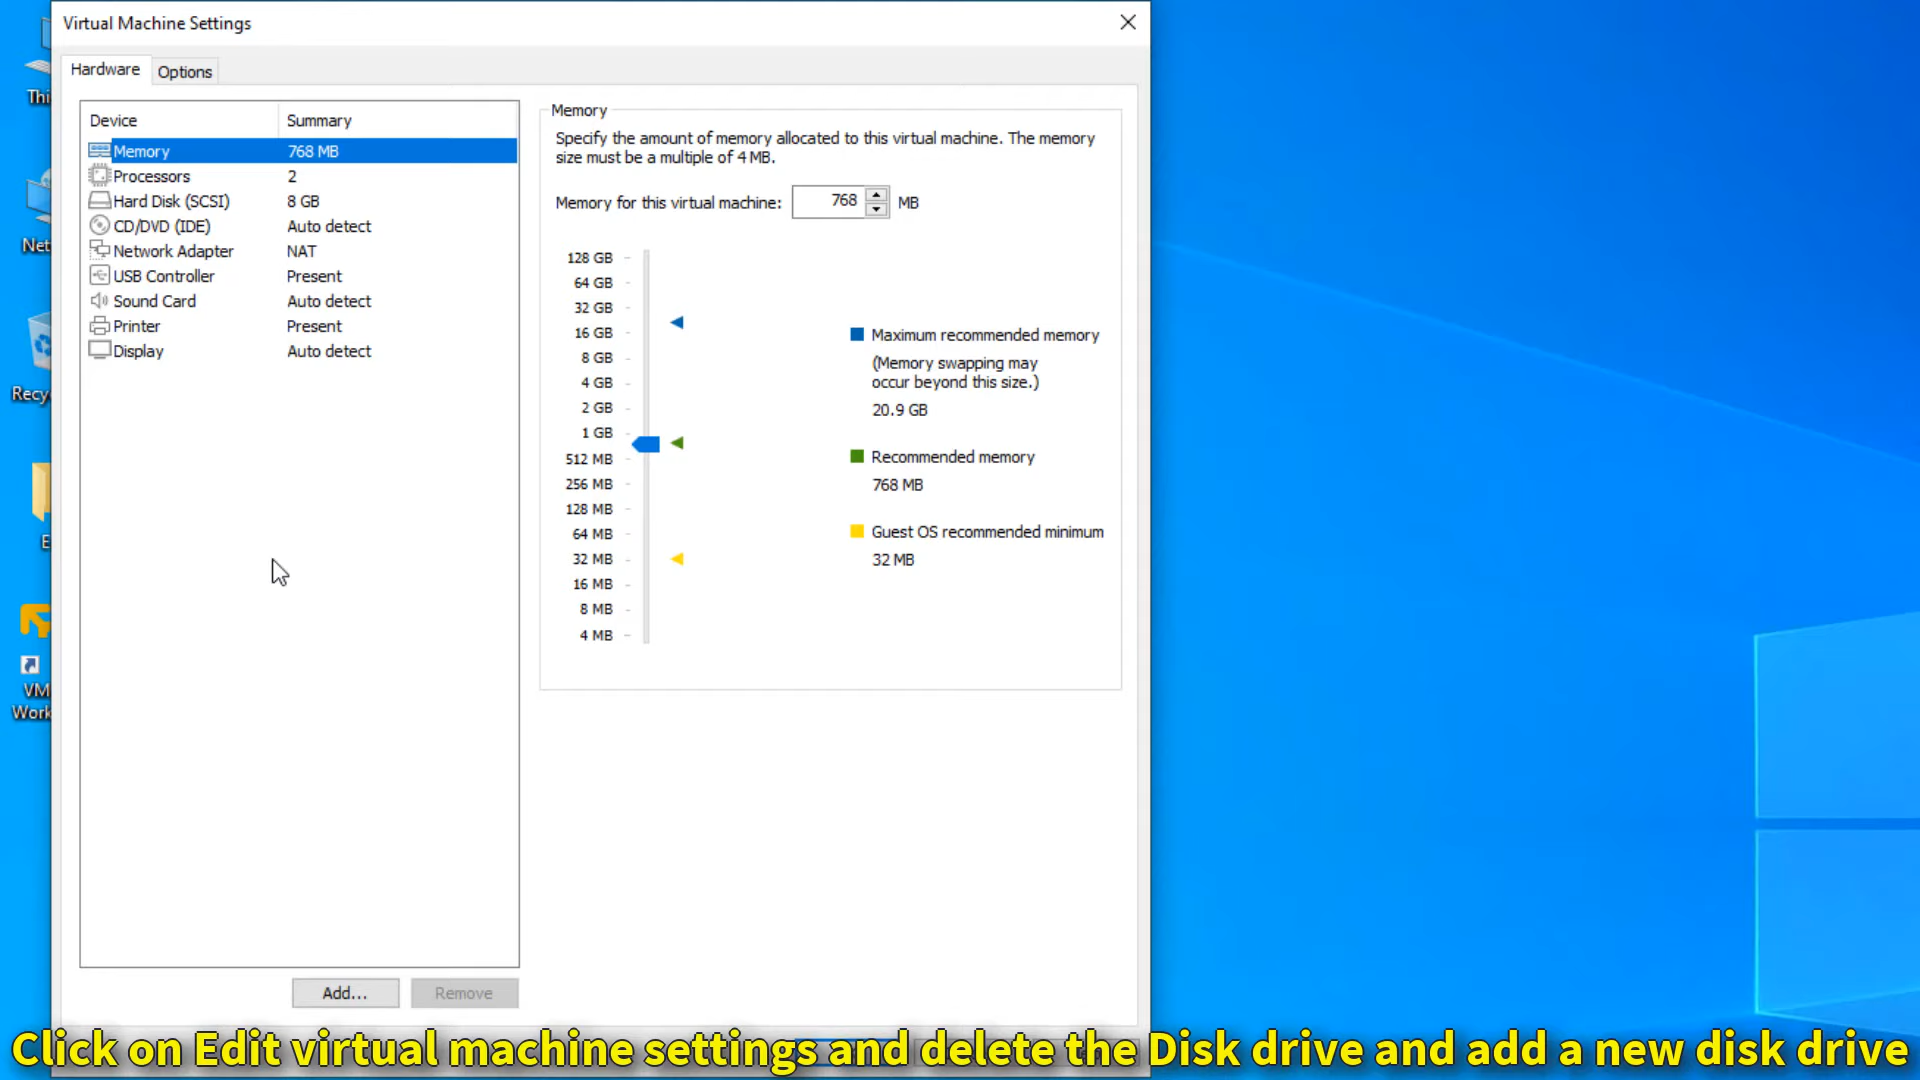 Virtual Machine Settings
Hardware
Options
Device Summary
Memory 768 MB
Processors 2
Hard Disk (SCSI) 8 GB
CD/DVD (IDE) Auto detect
Network Adapter NAT
USB Controller Present
Sound Card Auto detect
Printer Present
Display Auto detect
Add...
Remove
Memory
Specify the amount of memory allocated to this virtual machine. The memory
size must be a multiple of 4 MB.
Memory for this virtual machine: 768 MB
128 GB
64 GB
32 GB
16 GB
8 GB
4 GB
2 GB
1 GB
512 MB
256 MB
128 MB
64 MB
32 MB
16 MB
8 MB
4 MB
Maximum recommended memory
(Memory swapping may
occur beyond this size.)
20.9 GB
Recommended memory
768 MB
Guest OS recommended minimum
32 MB
Thi
Net
Recy
E
VM
Work
Click on Edit virtual machine settings and delete the Disk drive and add a new disk drive